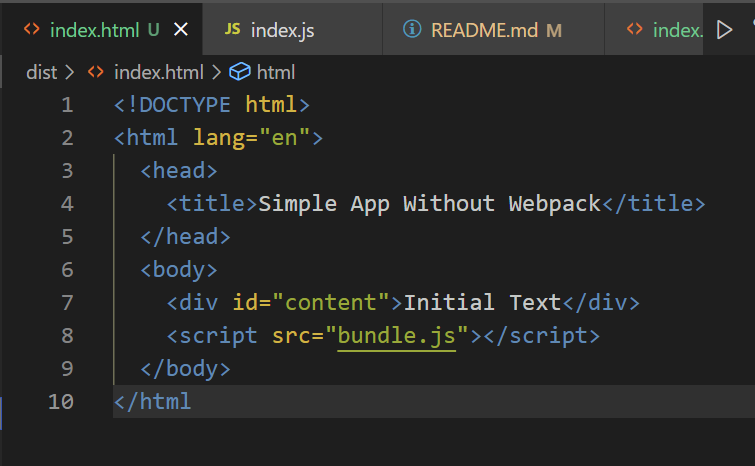 index.html U
JS index.js
README.md M
index.
dist > index.html > html
1 <!DOCTYPE html>
2 <html lang="en">
3 <head>
4 <title>Simple App Without Webpack</title>
5 </head>
6 <body>
7 <div id="content">Initial Text</div>
8 <script src="bundle.js"></script>
9 </body>
10 </html